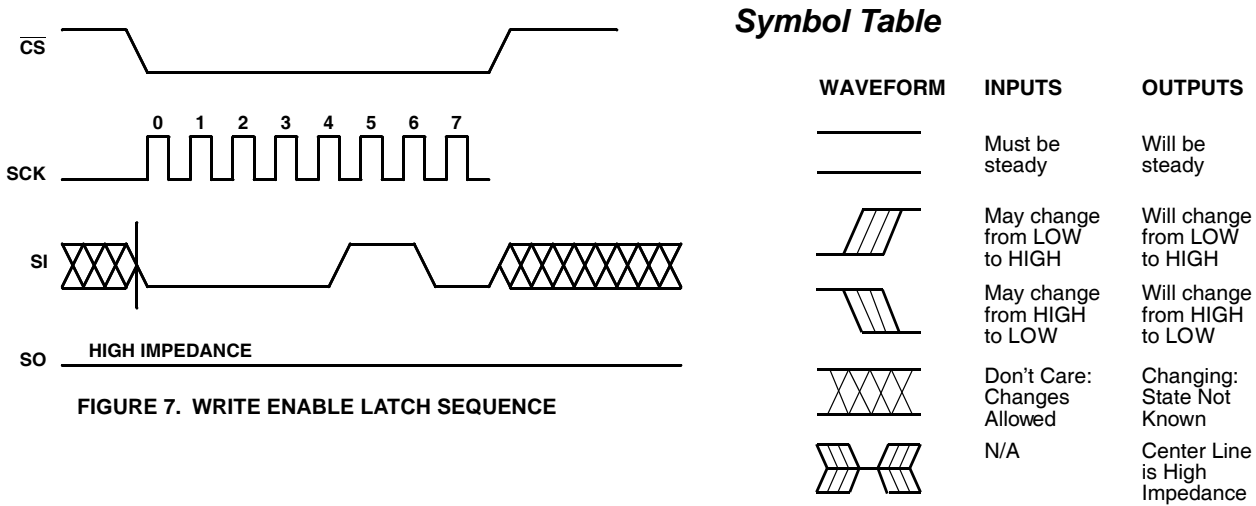 CS
0 1 2 3 4 5 6 7
SCK
SI
HIGH IMPEDANCE
SO
FIGURE 7. WRITE ENABLE LATCH SEQUENCE
Symbol Table
WAVEFORM INPUTS OUTPUTS
Must be
steady
Will be
steady
May change
from LOW
to HIGH
Will change
from LOW
to HIGH
May change
from HIGH
to LOW
Will change
from HIGH
to LOW
Don't Care:
Changes
Allowed
Changing:
State Not
Known
N/A
Center Line
is High
Impedance